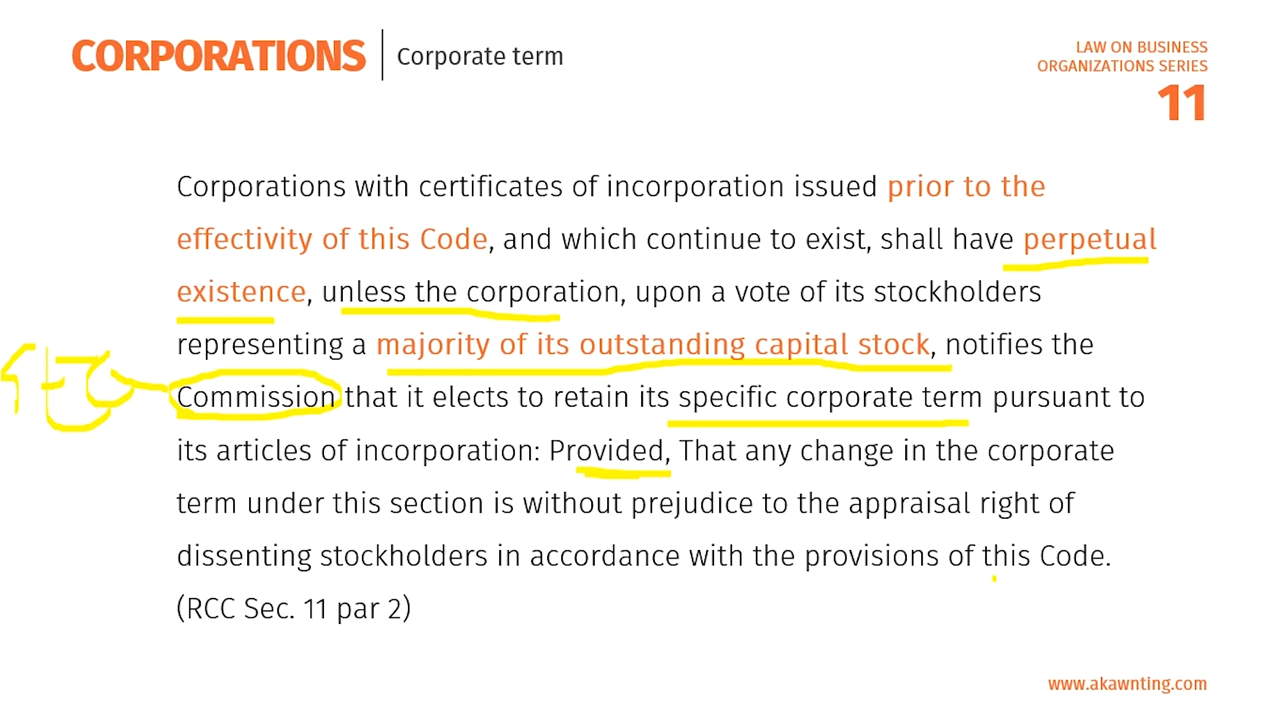 CORPORATIONS
Corporate term
LAW ON BUSINESS
ORGANIZATIONS SERIES
11
Corporations with certificates of incorporation issued prior to the
effectivity of this Code, and which continue to exist, shall have perpetual
existence, unless the corporation, upon a vote of its stockholders
representing a majority of its outstanding capital stock, notifies the
Commission that it elects to retain its specific corporate term pursuant to
its articles of incorporation: Provided, That any change in the corporate
term under this section is without prejudice to the appraisal right of
dissenting stockholders in accordance with the provisions of this Code.
(RCC Sec. 11 par 2)
www.akawnting.com